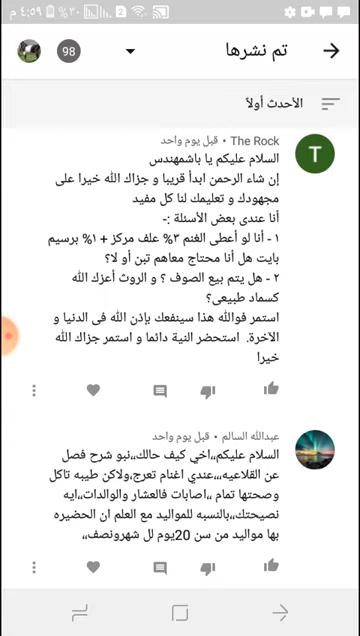 ٤:٥٩ م ٣٠%
تم نشرها
98
الأحدث أولاً
The Rock • قبل يوم واحد
T
السلام عليكم يا باشمهندس
إن شاء الرحمن ابدأ قريبا و جزاك الله خيرا على
مجهودك و تعليمك لنا كل مفيد
أنا عندى بعض الأسئلة :-
١ - أنا لو أعطى الغنم ٣% علف مركز + ١% برسيم
بايت هل أنا محتاج معاهم تبن أو لا؟
٢ - هل يتم بيع الصوف ؟ و الروث أعزك الله
كسماد طبيعى؟
استمر فوالله هذا سينفعك بإذن الله فى الدنيا و
الآخرة. استحضر النية دائما و استمر جزاك الله
خيرا
عبدالله السالم • قبل يوم واحد
السلام عليكم،،اخي كيف حالك،،نبو شرح فصل
عن القلاعيه،،،عندي اغنام تعرج،ولاكن طيبه تاكل
وصحتها تمام ،،اصابات فالعشار والوالدات،،ايه
نصيحتك،،بالنسبه للمواليد مع العلم ان الحضيره
بها مواليد من سن 20يوم لل شهرونصف،،